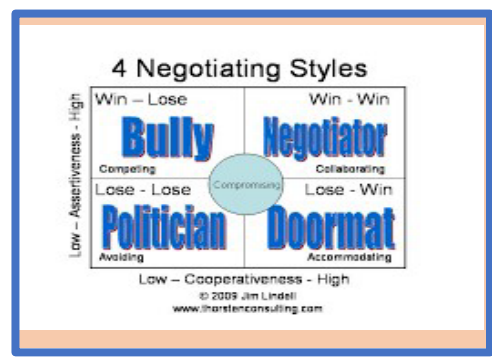 4 Negotiating Styles
Win – Lose
Win - Win
Bully
Negotiator
Competing
Collaborating
Compromising
Lose - Lose
Lose - Win
Politician
Doormat
Avoiding
Accommodating
Low – Assertiveness - High
Low – Cooperativeness - High
© 2009 Jim Lindell
www.thorstenconsulting.com